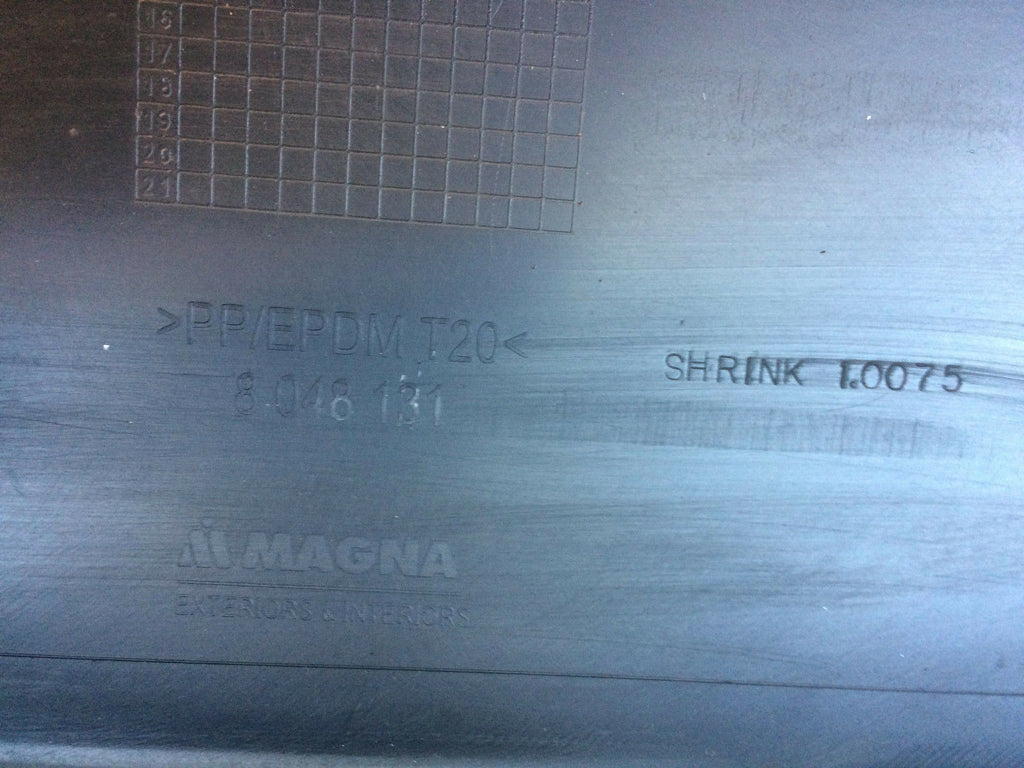 16
17
18
19
20
21
>PP/EPDM T20<
8 048 131
SHRINK 1.0075
MAGNA
EXTERIORS & INTERIORS